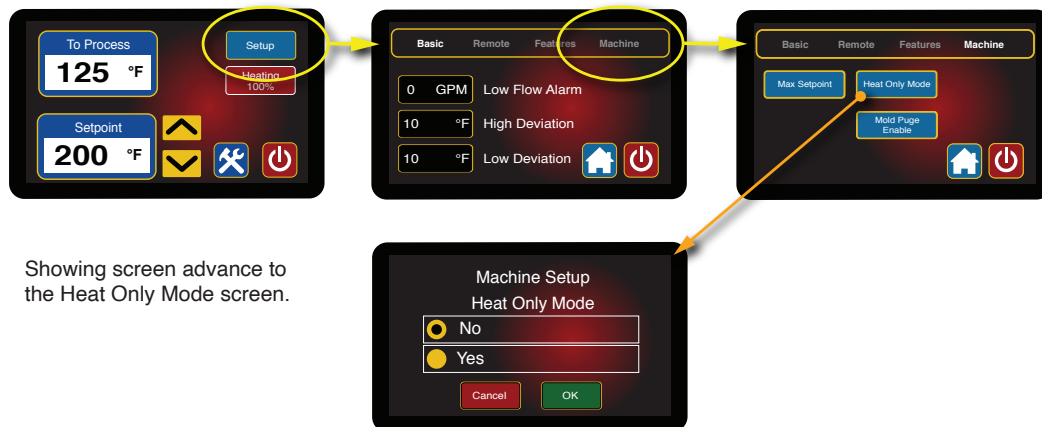 To Process
125 °F
Setup
Heating
100%
Setpoint
200 °F
Basic Remote Features Machine
0 GPM Low Flow Alarm
10 °F High Deviation
10 °F Low Deviation
Basic Remote Features Machine
Max Setpoint Heat Only Mode
Mold Puge
Enable
Showing screen advance to
the Heat Only Mode screen.
Machine Setup
Heat Only Mode
No
Yes
Cancel OK